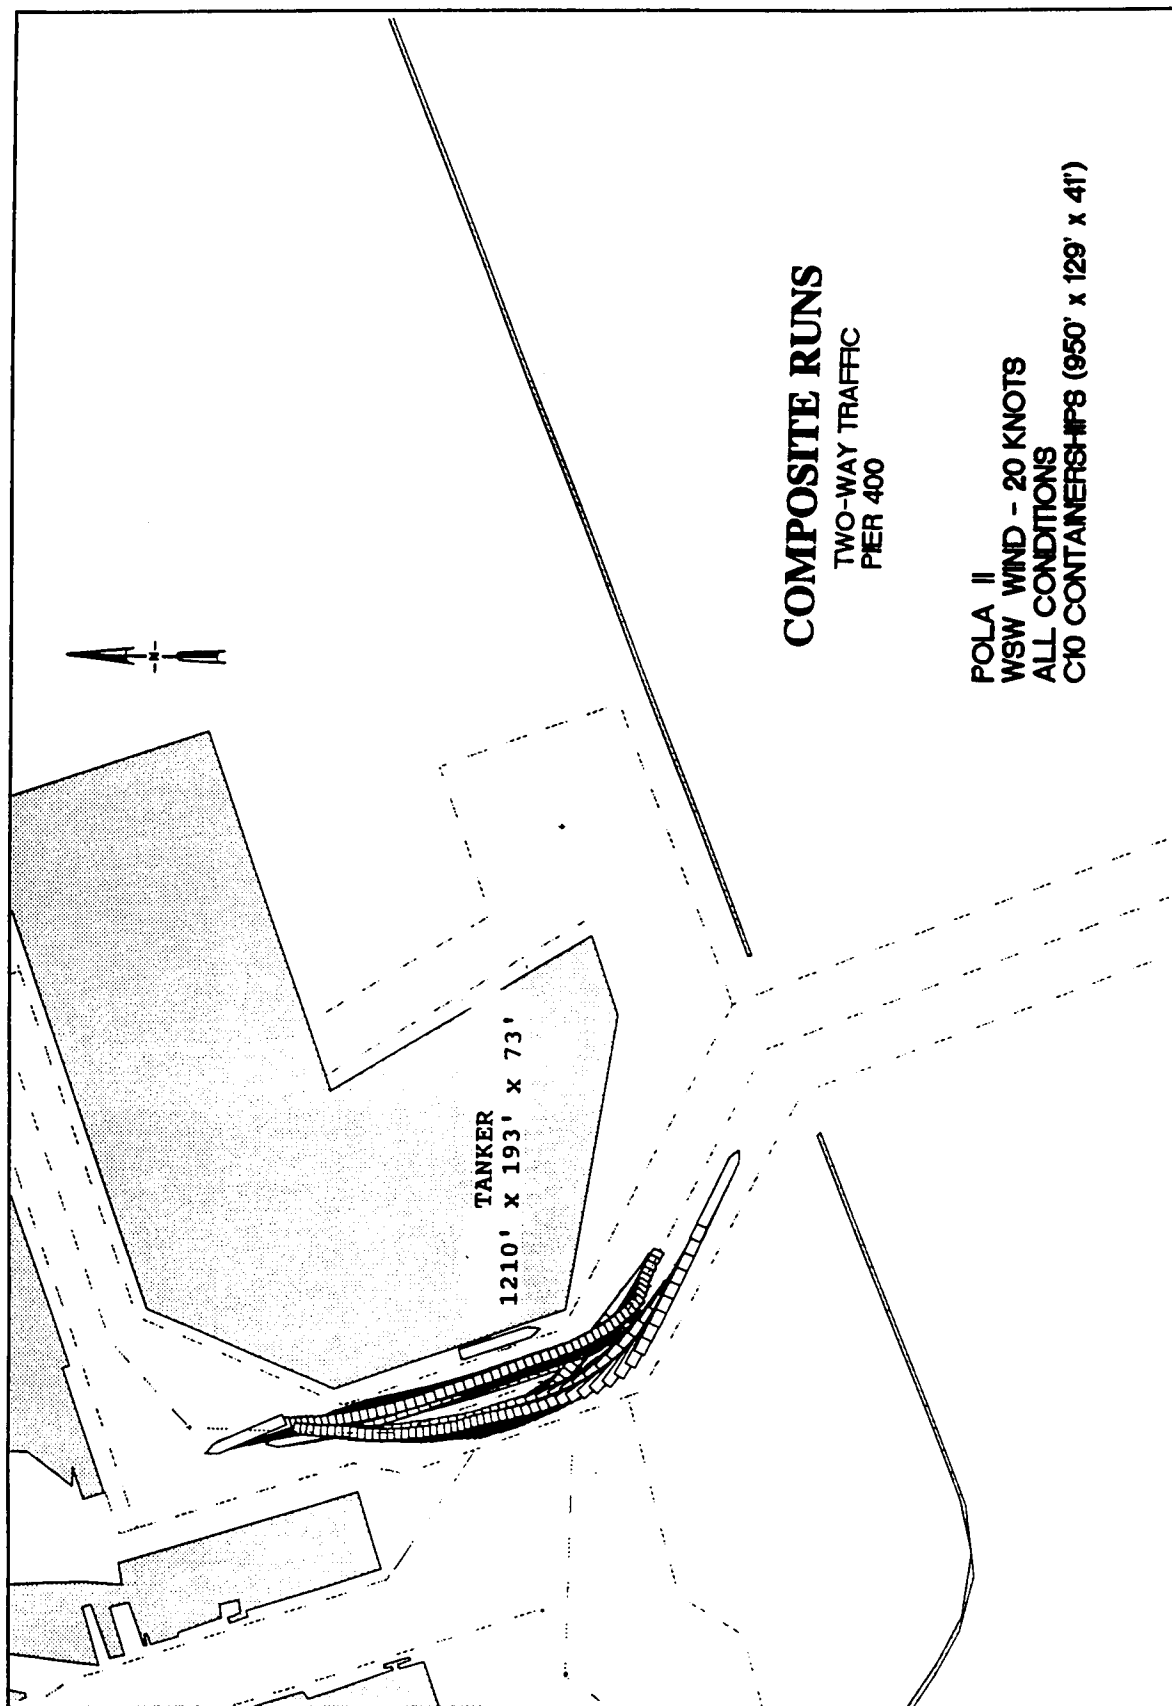 COMPOSITE RUNS
TWO-WAY TRAFFIC
PIER 400
POLA II
WSW WIND - 20 KNOTS
ALL CONDITIONS
C10 CONTAINERSHIPS (950' x 129' x 41')
TANKER
1210' x 193' x 73'
-N-